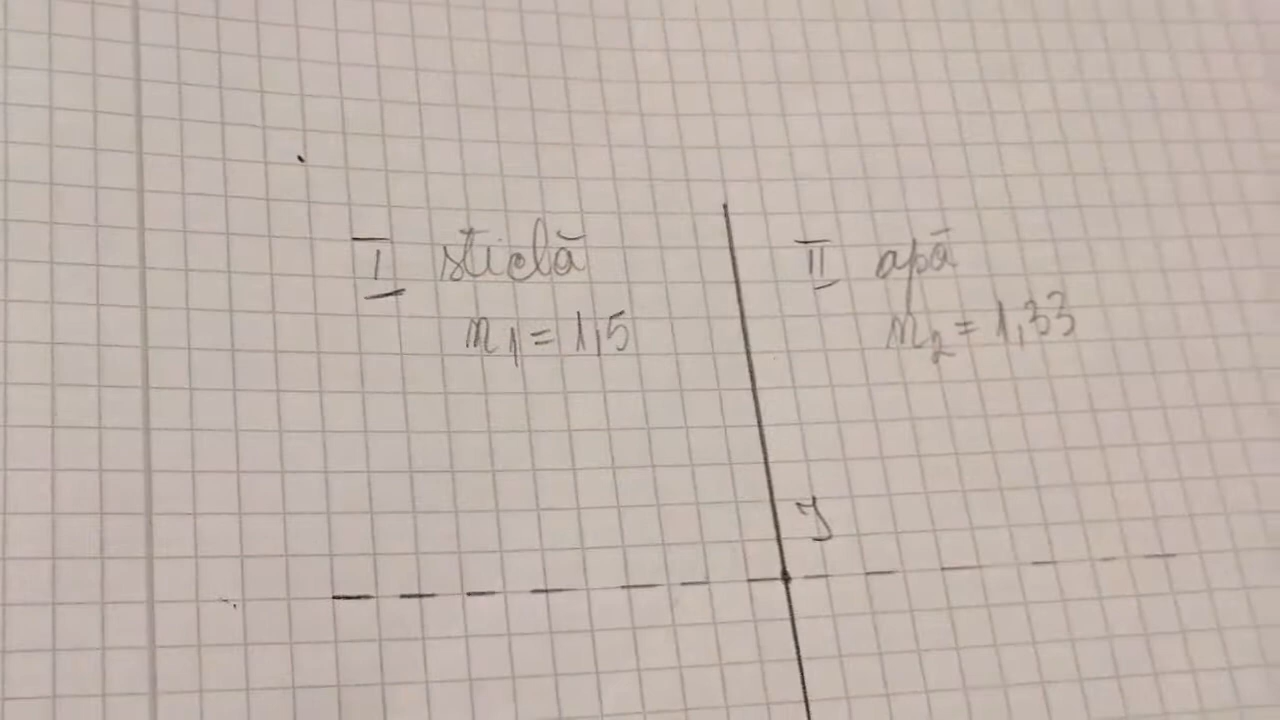 I sticlă
n₁ = 1,5
II apă
n₂ = 1,33
J